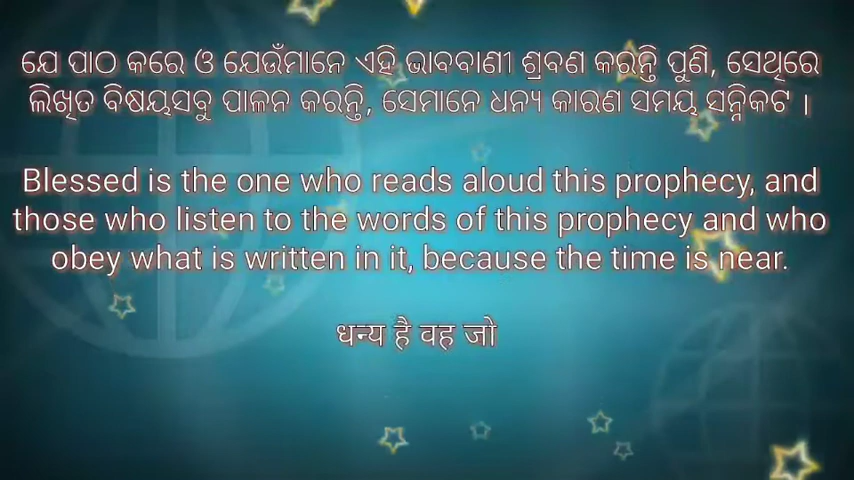 ଯେ ପାଠ କରେ ଓ ଯେଉଁମାନେ ଏହି ଭାବବାଣୀ ଶ୍ରବଣ କରନ୍ତି ପୁଣି, ସେଥିରେ
ଲିଖିତ ବିଷୟସବୁ ପାଳନ କରନ୍ତି, ସେମାନେ ଧନ୍ୟ କାରଣ ସମୟ ସନ୍ନିକଟ ।
Blessed is the one who reads aloud this prophecy, and
those who listen to the words of this prophecy and who
obey what is written in it, because the time is near.
धन्य है वह जो